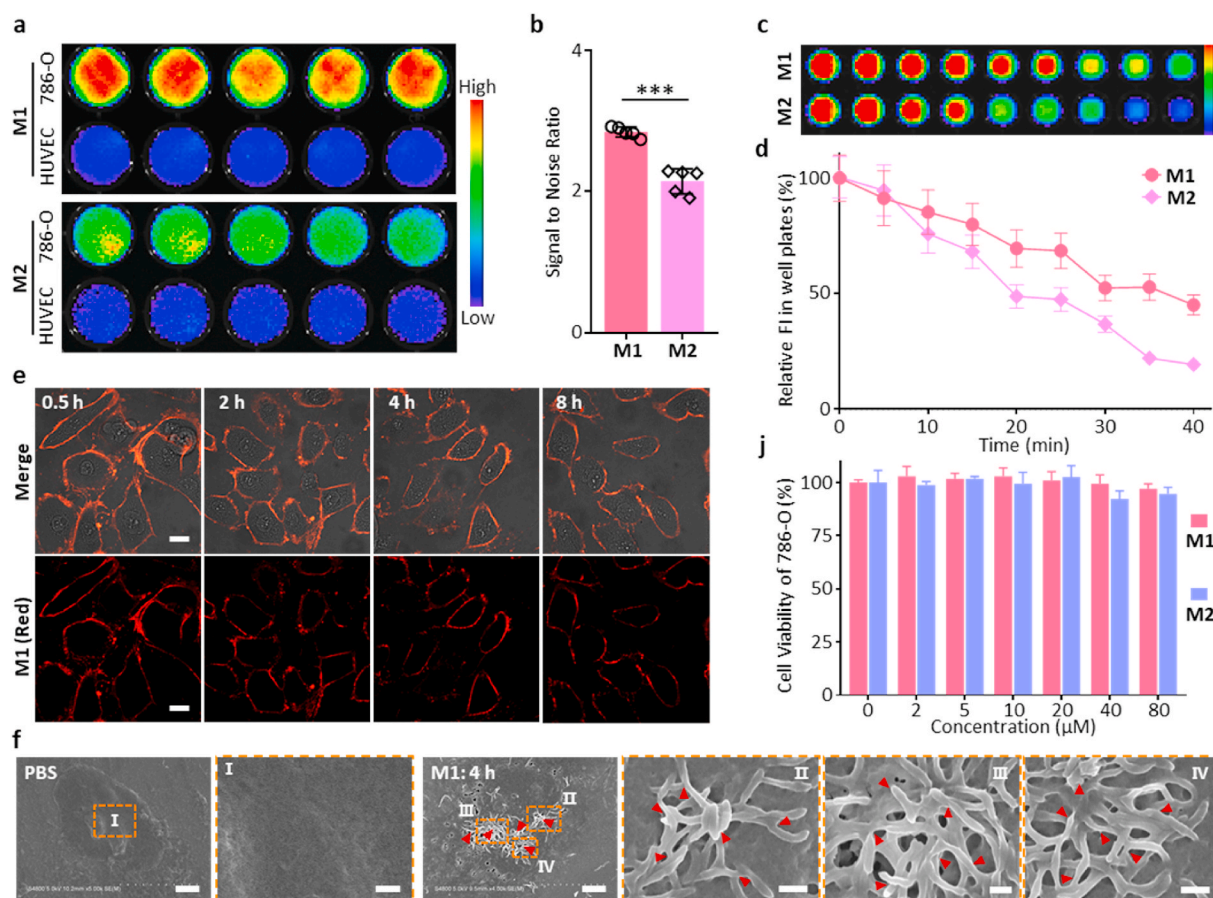 a
M1
786-O
HUVEC
M2
786-O
HUVEC
High
Low
b
Signal to Noise Ratio
4
2
0
***
M1
M2
c
M1
M2
d
Relative FI in well plates (%)
100
50
0
0
10
20
30
40
Time (min)
M1
M2
e
Merge
M1 (Red)
0.5 h
2 h
4 h
8 h
j
Cell Viability of 786-O (%)
100
75
50
25
0
0
2
5
10
20
40
80
Concentration (μM)
M1
M2
f
PBS
I
I
M1: 4 h
II
III
IV
II
III
IV